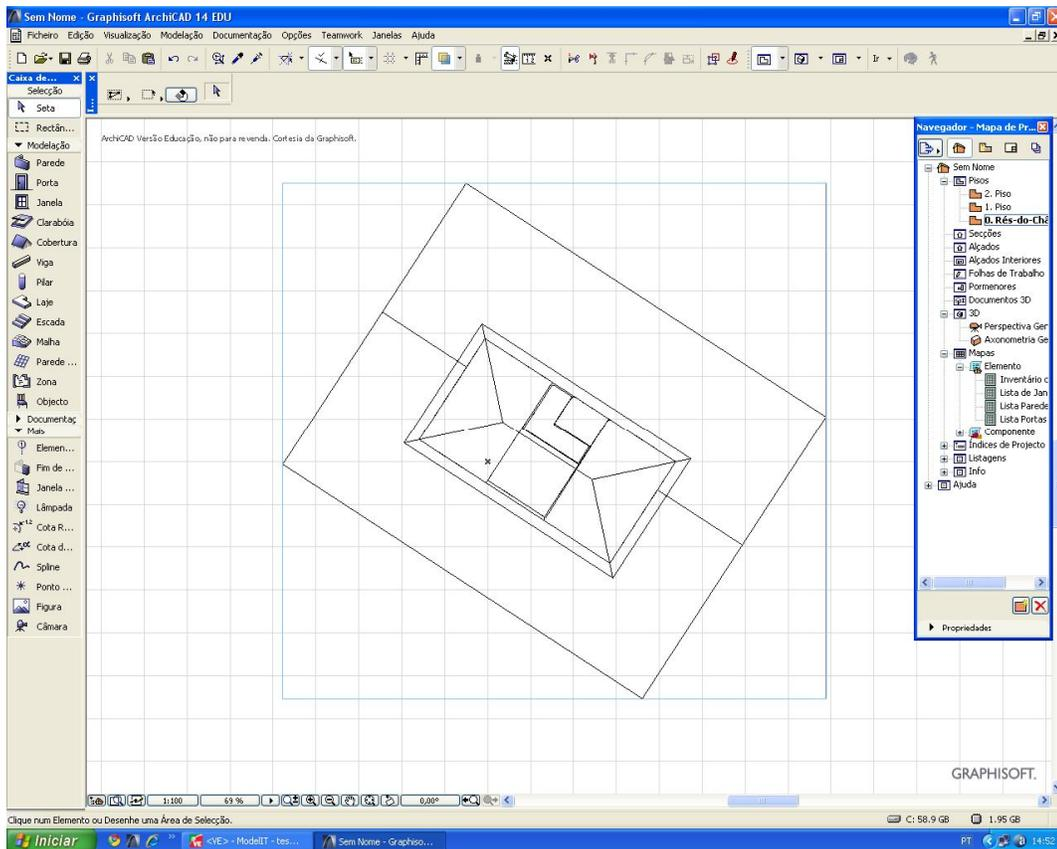 Sem Nome - Graphisoft ArchiCAD 14 EDU
Ficheiro Edição Visualização Modelação Documentação Opções Teamwork Janelas Ajuda
Caixa de...
Selecção
Seta
Rectân...
Modelação
Parede
Porta
Janela
Clarabóia
Cobertura
Viga
Pilar
Laje
Escada
Malha
Parede ...
Zona
Objecto
Documentaç
Mais
Elemen...
Fim de ...
Janela ...
Lâmpada
Cota R...
Cota d...
Spline
Ponto ...
Figura
Câmara
ArchiCAD Versão Educação, não para revenda. Cortesia da Graphisoft.
Navegador - Mapa de Pr...
Sem Nome
Pisos
2. Piso
1. Piso
0. Rés-do-Chã
Secções
Alçados
Alçados Interiores
Folhas de Trabalho
Pormenores
Documentos 3D
3D
Perspectiva Ger
Axonometria Ge
Mapas
Elemento
Inventário c
Lista de Jan
Lista Parede
Lista Portas
Componente
Índices de Projecto
Listagens
Info
Ajuda
Propriedades
GRAPHISOFT.
1:100 69 % 0,00°
Clique num Elemento ou Desenhe uma Área de Selecção.
C: 58.9 GB 1.95 GB
Iniciar <VE> - ModelIT - tes... Sem Nome - Graphiso... PT 14:52